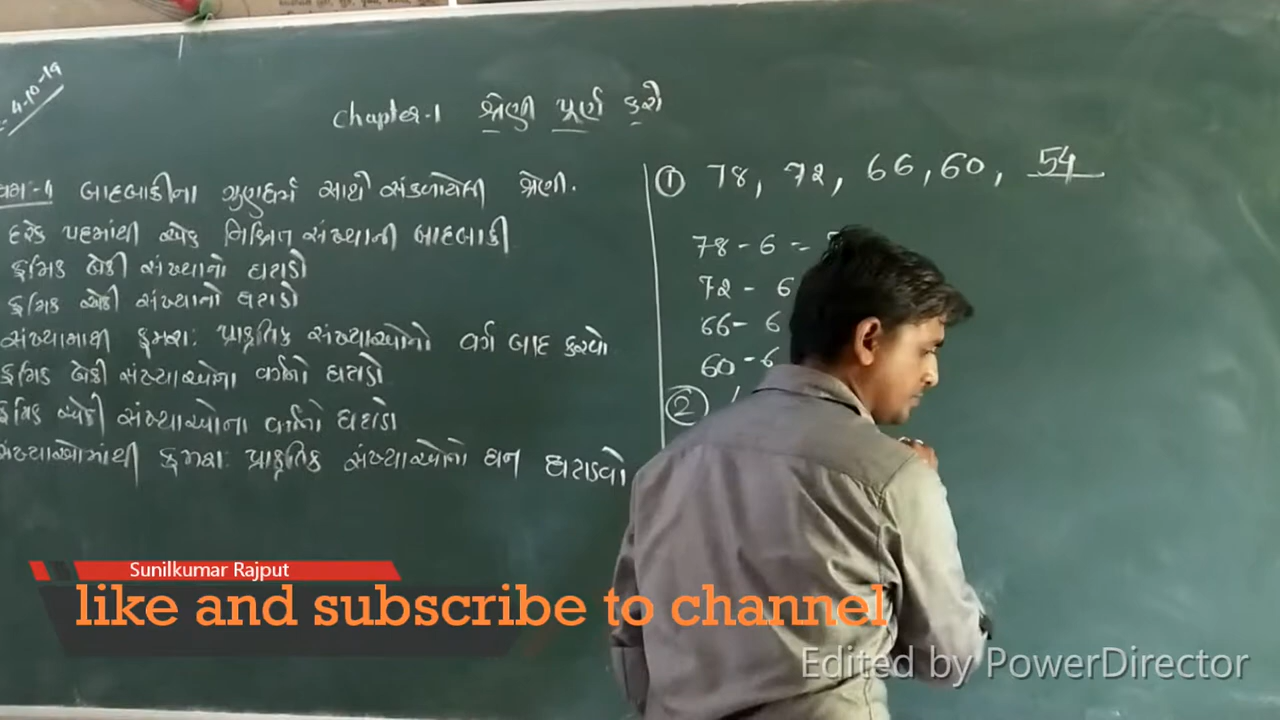 4-10-19
Chapter-1 શ્રેણી પૂર્ણ કરો
બાદબાકીના ગુણધર્મ સાથે સંકળાયેલી શ્રેણી.
દરેક પદમાંથી એક નિશ્ચિત સંખ્યાની બાદબાકી
ક્રમિક બેકી સંખ્યાનો ઘટાડો
ક્રમિક એકી સંખ્યાનો ઘટાડો
સંખ્યામાથી ક્રમશઃ પ્રાકૃતિક સંખ્યાઓનો વર્ગ બાદ કરવો
ક્રમિક બેકી સંખ્યાઓના વર્ગનો ઘટાડો
ક્રમિક એકી સંખ્યાઓના વર્ગનો ઘટાડો
સંખ્યાઓમાંથી ક્રમશઃ પ્રાકૃતિક સંખ્યાઓનો ઘન ઘટાડવો
① 78, 72, 66, 60, 54
78 - 6 =
72 - 6
66 - 6
60 - 6
②
Sunilkumar Rajput
like and subscribe to channel
Edited by PowerDirector